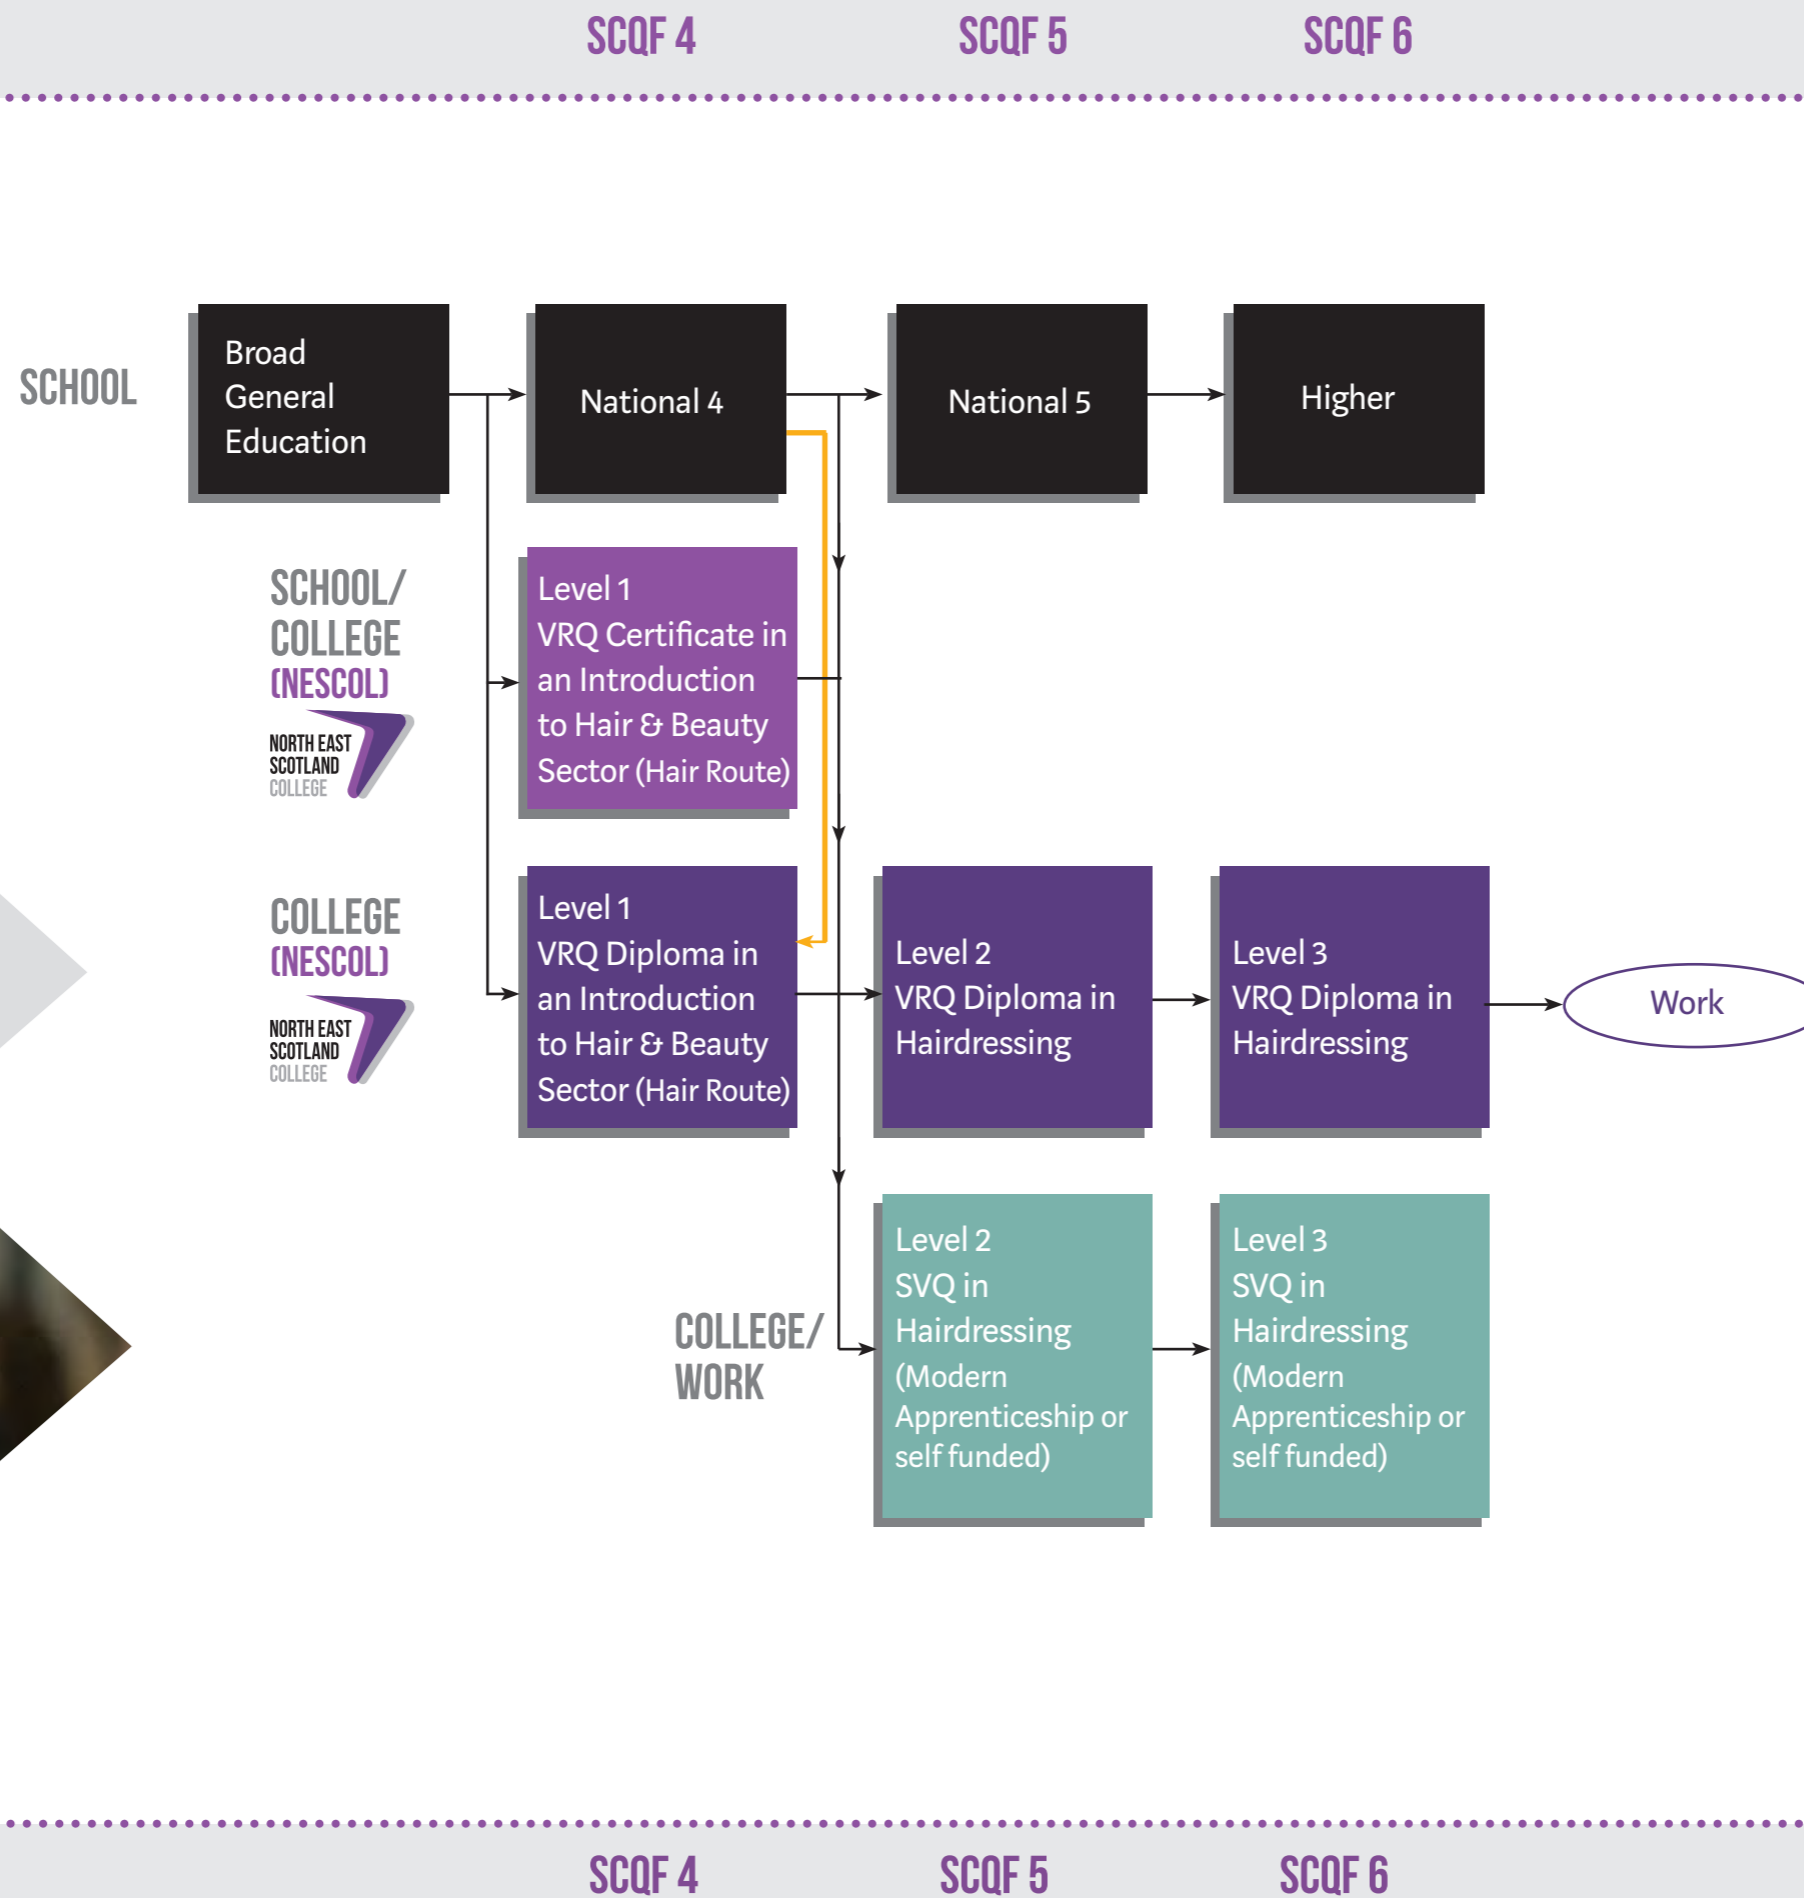 SCQF 4
SCQF 5
SCQF 6
SCHOOL
Broad
General
Education
National 4
National 5
Higher
SCHOOL/
COLLEGE
(NESCOL)
NORTH EAST
SCOTLAND
COLLEGE
Level 1
VRQ Certificate in
an Introduction
to Hair & Beauty
Sector (Hair Route)
COLLEGE
(NESCOL)
NORTH EAST
SCOTLAND
COLLEGE
Level 1
VRQ Diploma in
an Introduction
to Hair & Beauty
Sector (Hair Route)
Level 2
VRQ Diploma in
Hairdressing
Level 3
VRQ Diploma in
Hairdressing
Work
COLLEGE/
WORK
Level 2
SVQ in
Hairdressing
(Modern
Apprenticeship or
self funded)
Level 3
SVQ in
Hairdressing
(Modern
Apprenticeship or
self funded)
SCQF 4
SCQF 5
SCQF 6